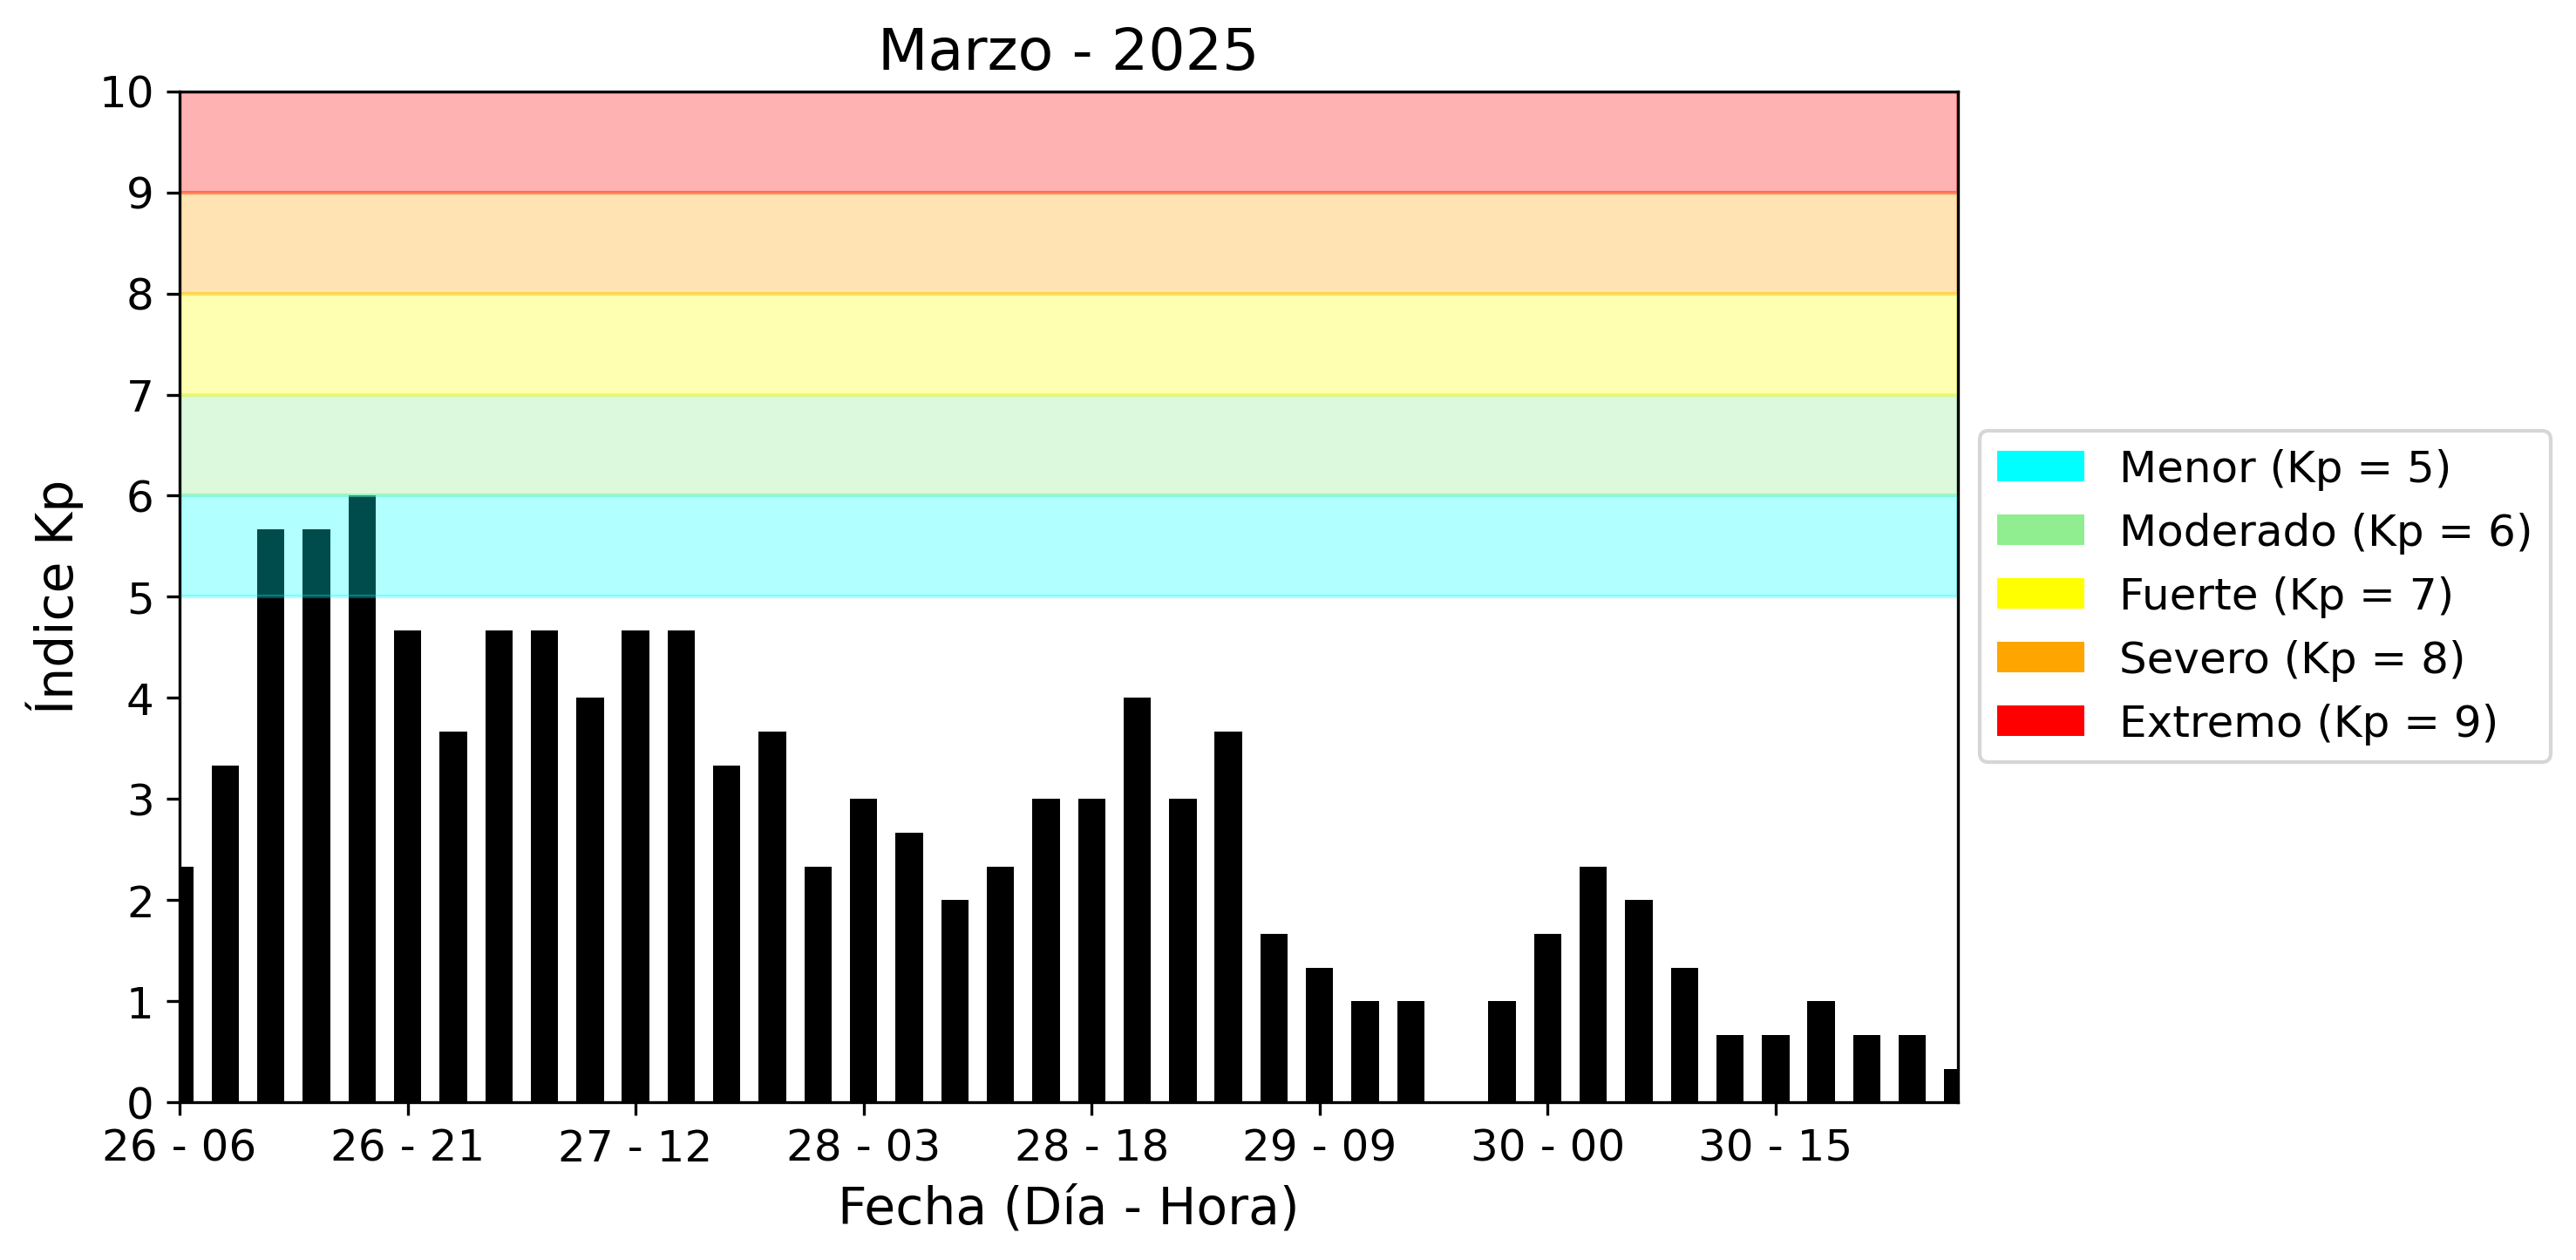 Marzo - 2025
10
9
8
7
6
5
4
3
2
1
0
Índice Kp
26 - 06
26 - 21
27 - 12
28 - 03
28 - 18
29 - 09
30 - 00
30 - 15
Fecha (Día - Hora)
Menor (Kp = 5)
Moderado (Kp = 6)
Fuerte (Kp = 7)
Severo (Kp = 8)
Extremo (Kp = 9)